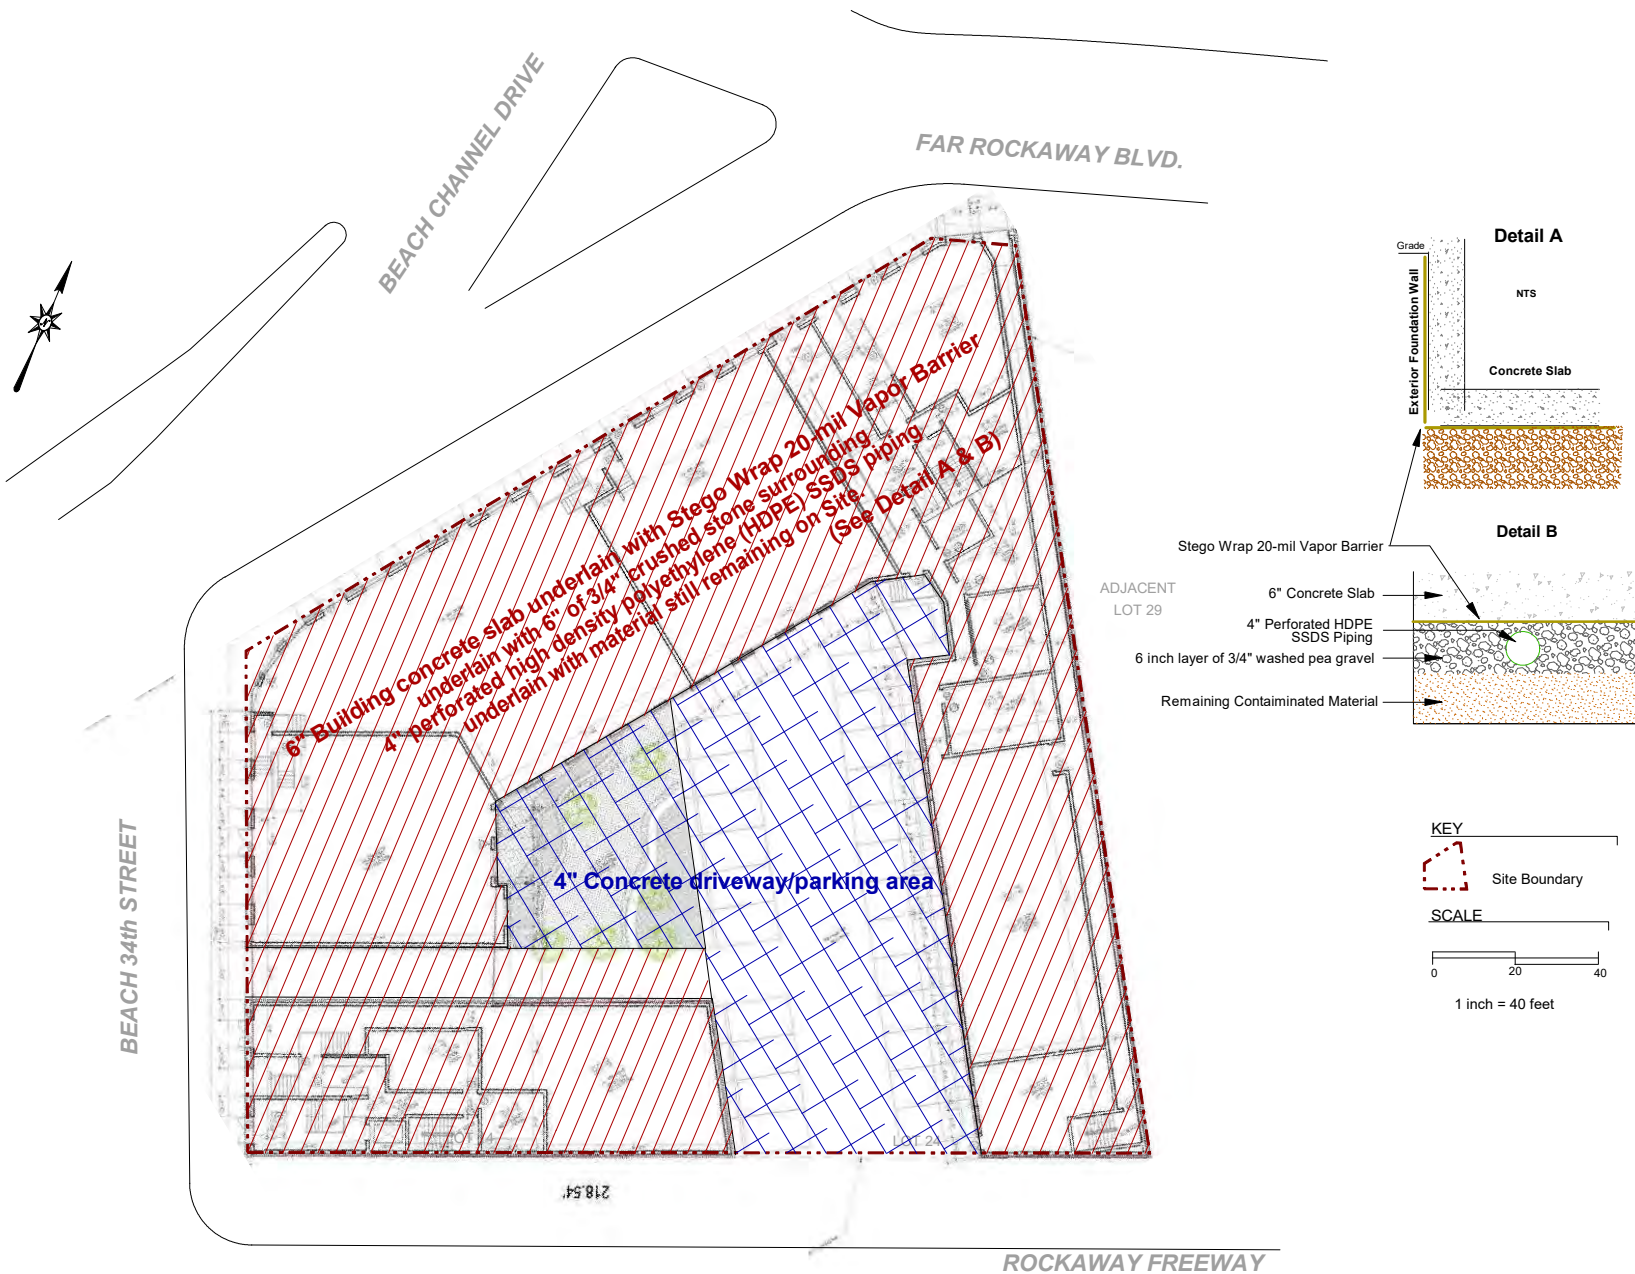 BEACH CHANNEL DRIVE
FAR ROCKAWAY BLVD.
BEACH 34th STREET
ROCKAWAY FREEWAY
6" Building concrete slab underlain with Stego Wrap 20-mil Vapor Barrier
underlain with 6" of 3/4" crushed stone surrounding
4" perforated high density polyethylene (HDPE) SSDS piping
underlain with material still remaining on Site.
(See Detail A & B)
4" Concrete driveway/parking area
LOT 24
218.54'
ADJACENT
LOT 29
Detail A
Grade
NTS
Exterior Foundation Wall
Concrete Slab
Detail B
Stego Wrap 20-mil Vapor Barrier
6" Concrete Slab
4" Perforated HDPE
SSDS Piping
6 inch layer of 3/4" washed pea gravel
Remaining Contaiminated Material
KEY
Site Boundary
SCALE
0 20 40
1 inch = 40 feet